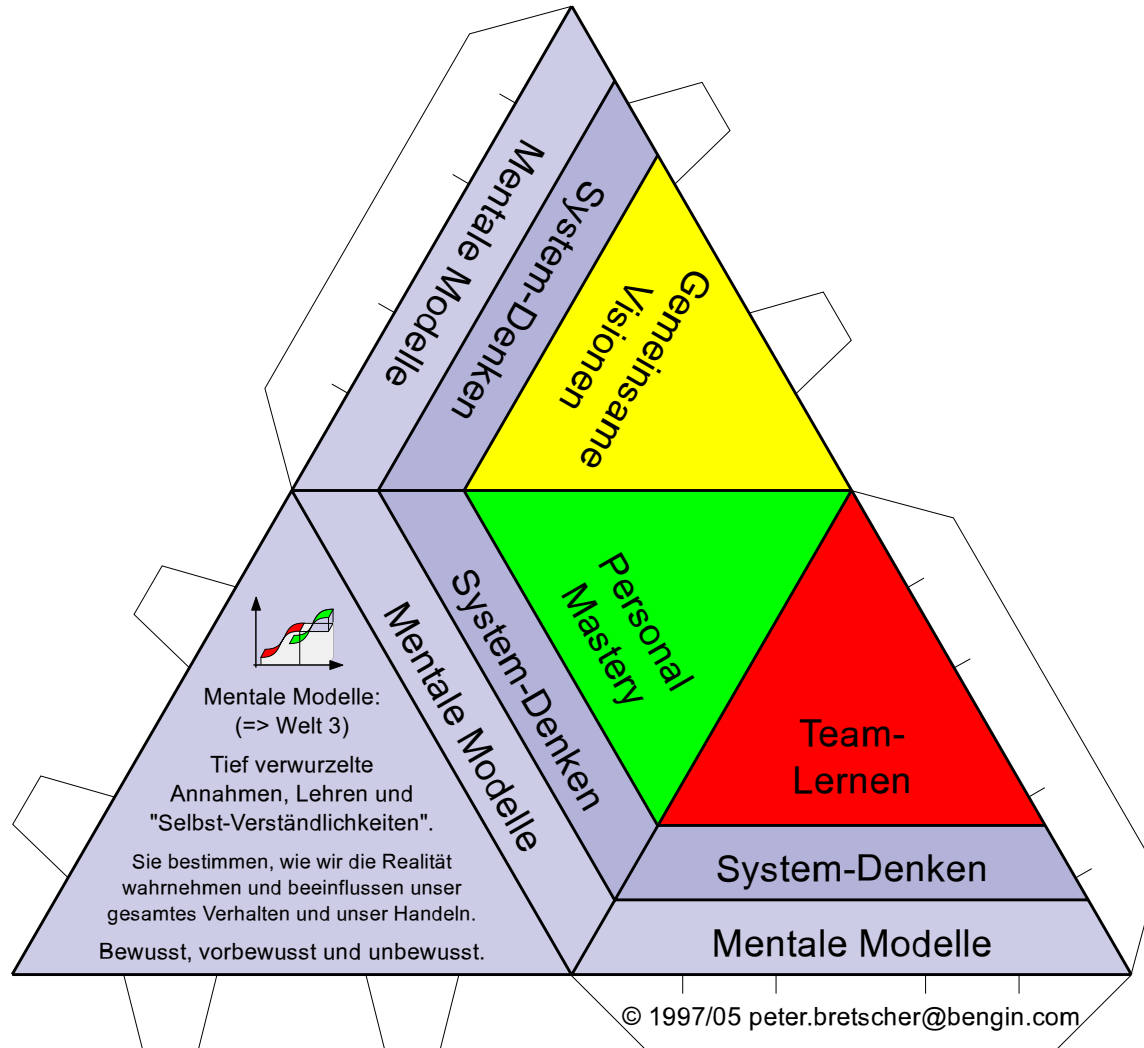 Mentale Modelle
System-Denken
Gemeinsame
Visionen
Personal
Mastery
System-Denken
Mentale Modelle
Team-
Lernen
System-Denken
Mentale Modelle
Mentale Modelle:
(=> Welt 3)
Tief verwurzelte
Annahmen, Lehren und
"Selbst-Verständlichkeiten".
Sie bestimmen, wie wir die Realität
wahrnehmen und beeinflussen unser
gesamtes Verhalten und unser Handeln.
Bewusst, vorbewusst und unbewusst.
© 1997/05 peter.bretscher@bengin.com